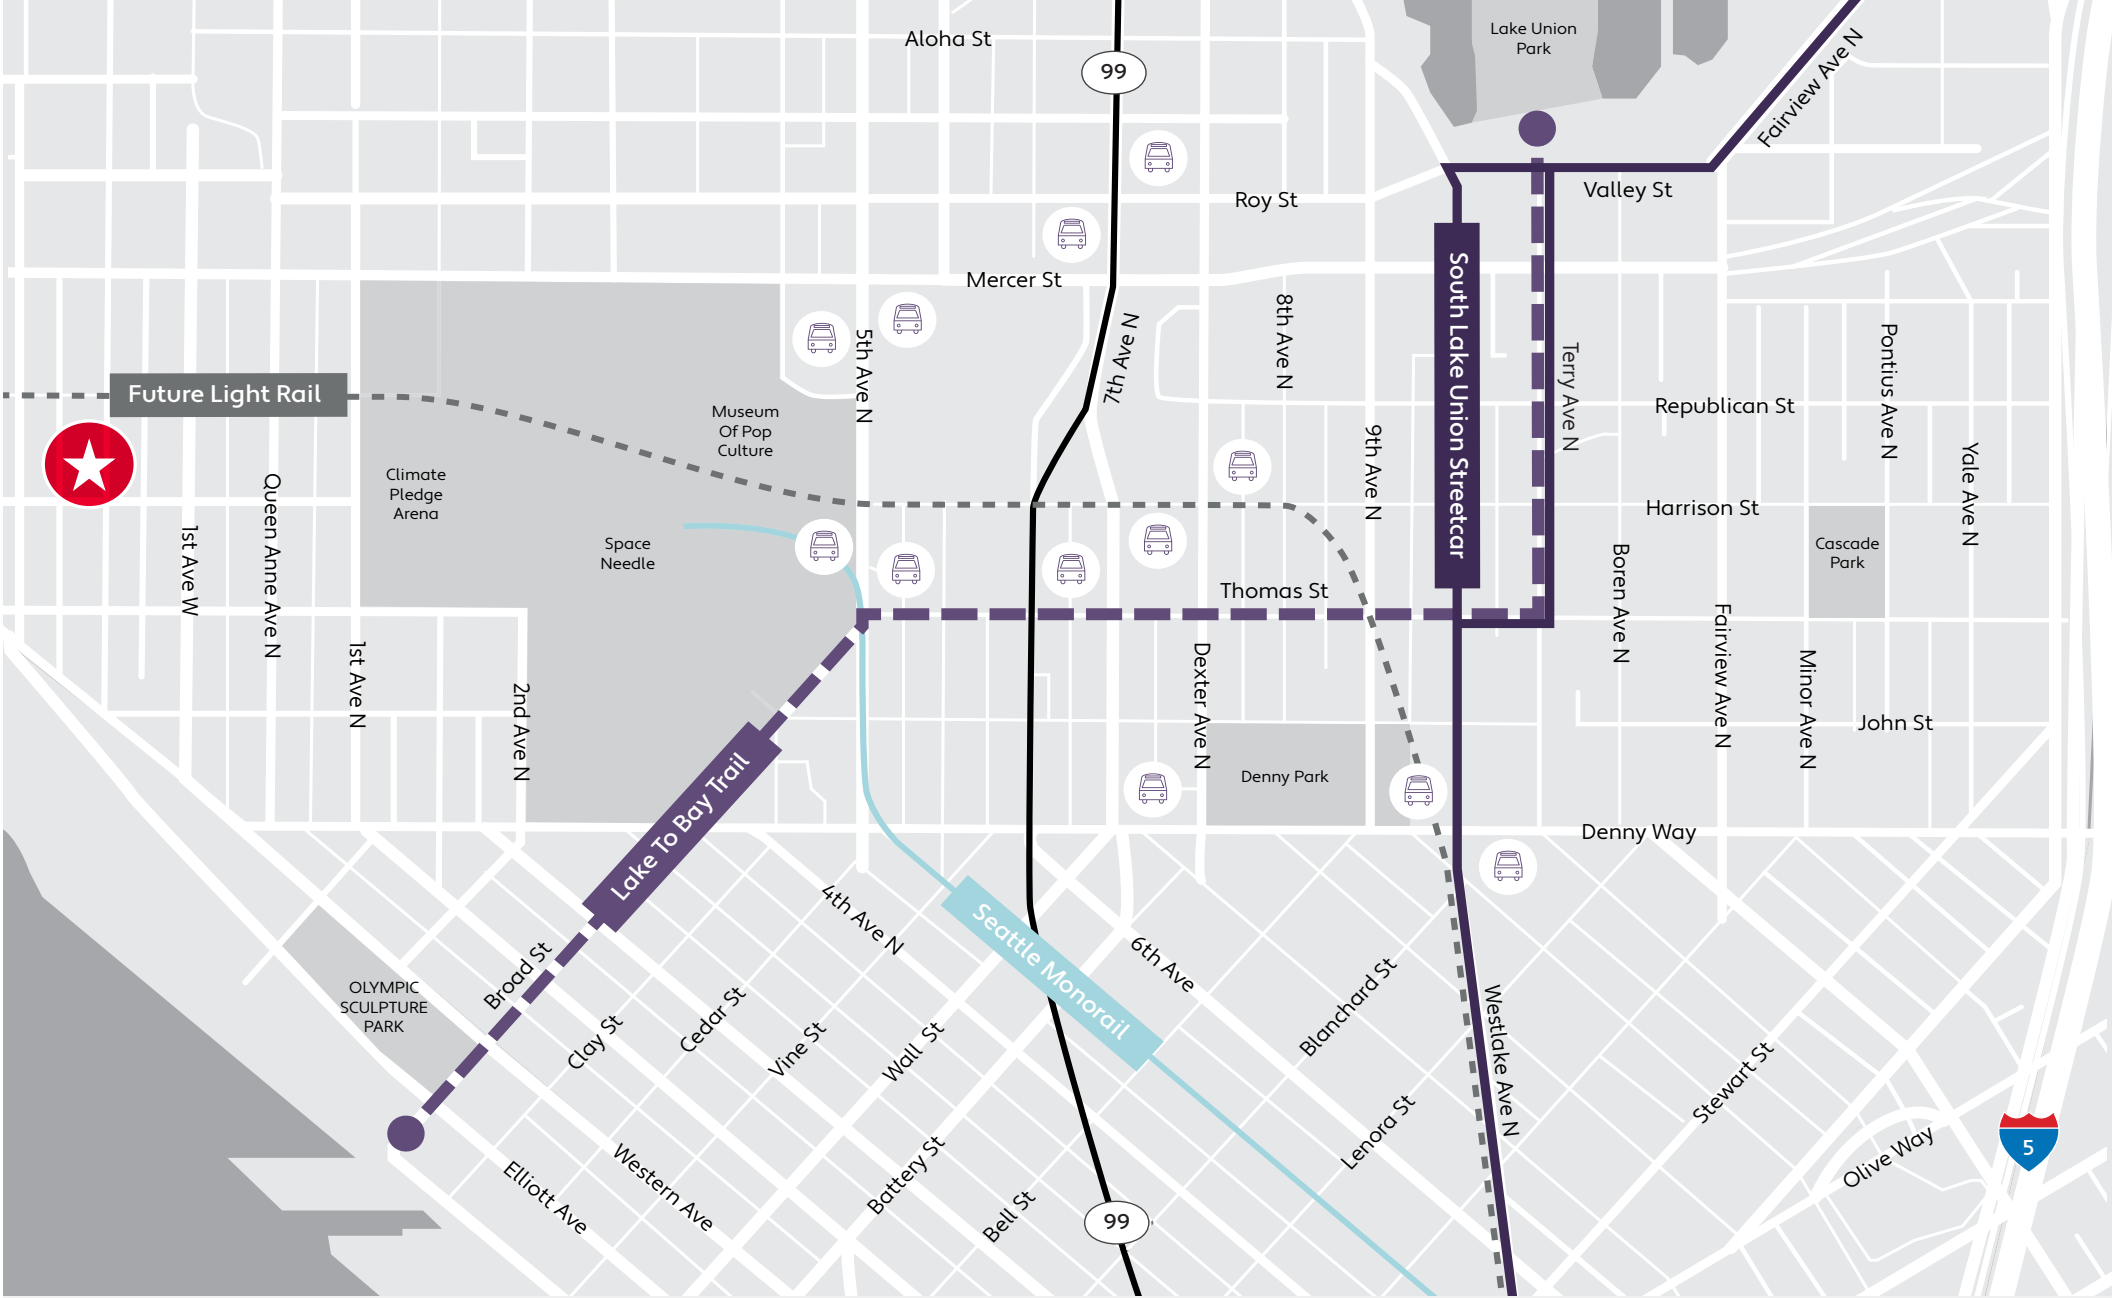 Aloha St
99
Lake Union
Park
Fairview Ave N
Valley St
Roy St
Mercer St
South Lake Union Streetcar
Terry Ave N
8th Ave N
7th Ave N
5th Ave N
Pontius Ave N
Future Light Rail
Museum
Of Pop
Culture
Republican St
9th Ave N
Yale Ave N
Climate
Pledge
Arena
Queen Anne Ave N
1st Ave W
Harrison St
Space
Needle
Cascade
Park
Boren Ave N
Thomas St
Fairview Ave N
1st Ave N
2nd Ave N
Dexter Ave N
Minor Ave N
John St
Denny Park
Lake To Bay Trail
Denny Way
4th Ave N
Seattle Monorail
6th Ave
Broad St
OLYMPIC
SCULPTURE
PARK
Clay St
Cedar St
Vine St
Wall St
Blanchard St
Westlake Ave N
Stewart St
Lenora St
Olive Way
5
Elliott Ave
Western Ave
Battery St
Bell St
99